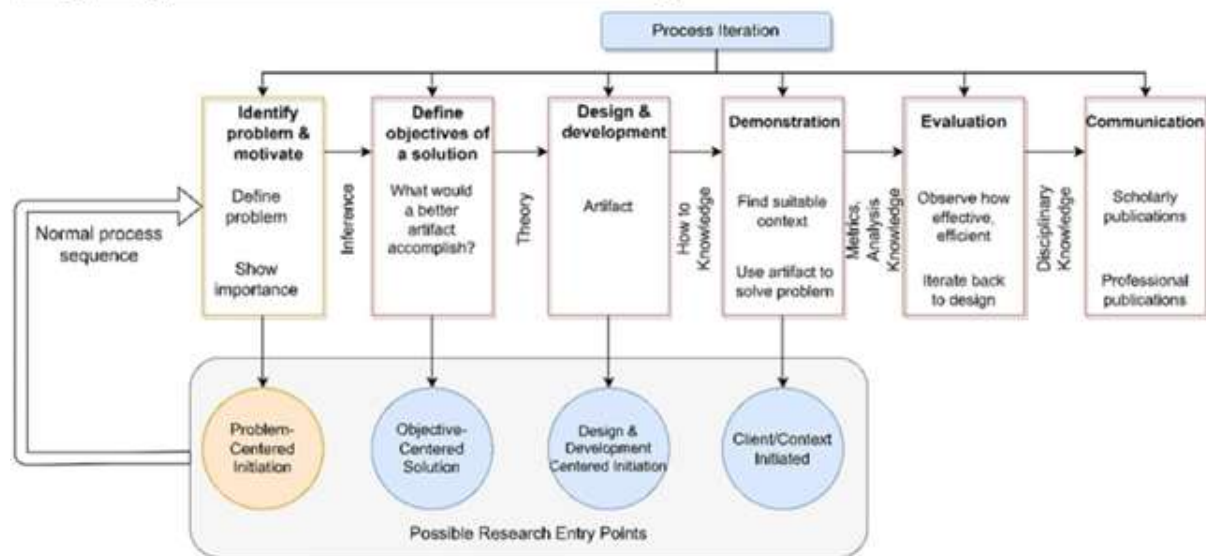 Process Iteration
Identify
problem &
motivate
Define
problem
Show
importance
Inference
Define
objectives of
a solution
What would
a better
artifact
accomplish?
Theory
Design &
development
Artifact
How to
Knowledge
Demonstration
Find suitable
context
Use artifact to
solve problem
Metrics,
Analysis
Knowledge
Evaluation
Observe how
effective,
efficient
Iterate back
to design
Disciplinary
Knowledge
Communication
Scholarly
publications
Professional
publications
Normal process
sequence
Problem-
Centered
Initiation
Objective-
Centered
Solution
Design &
Development
Centered Initiation
Client/Context
Initiated
Possible Research Entry Points